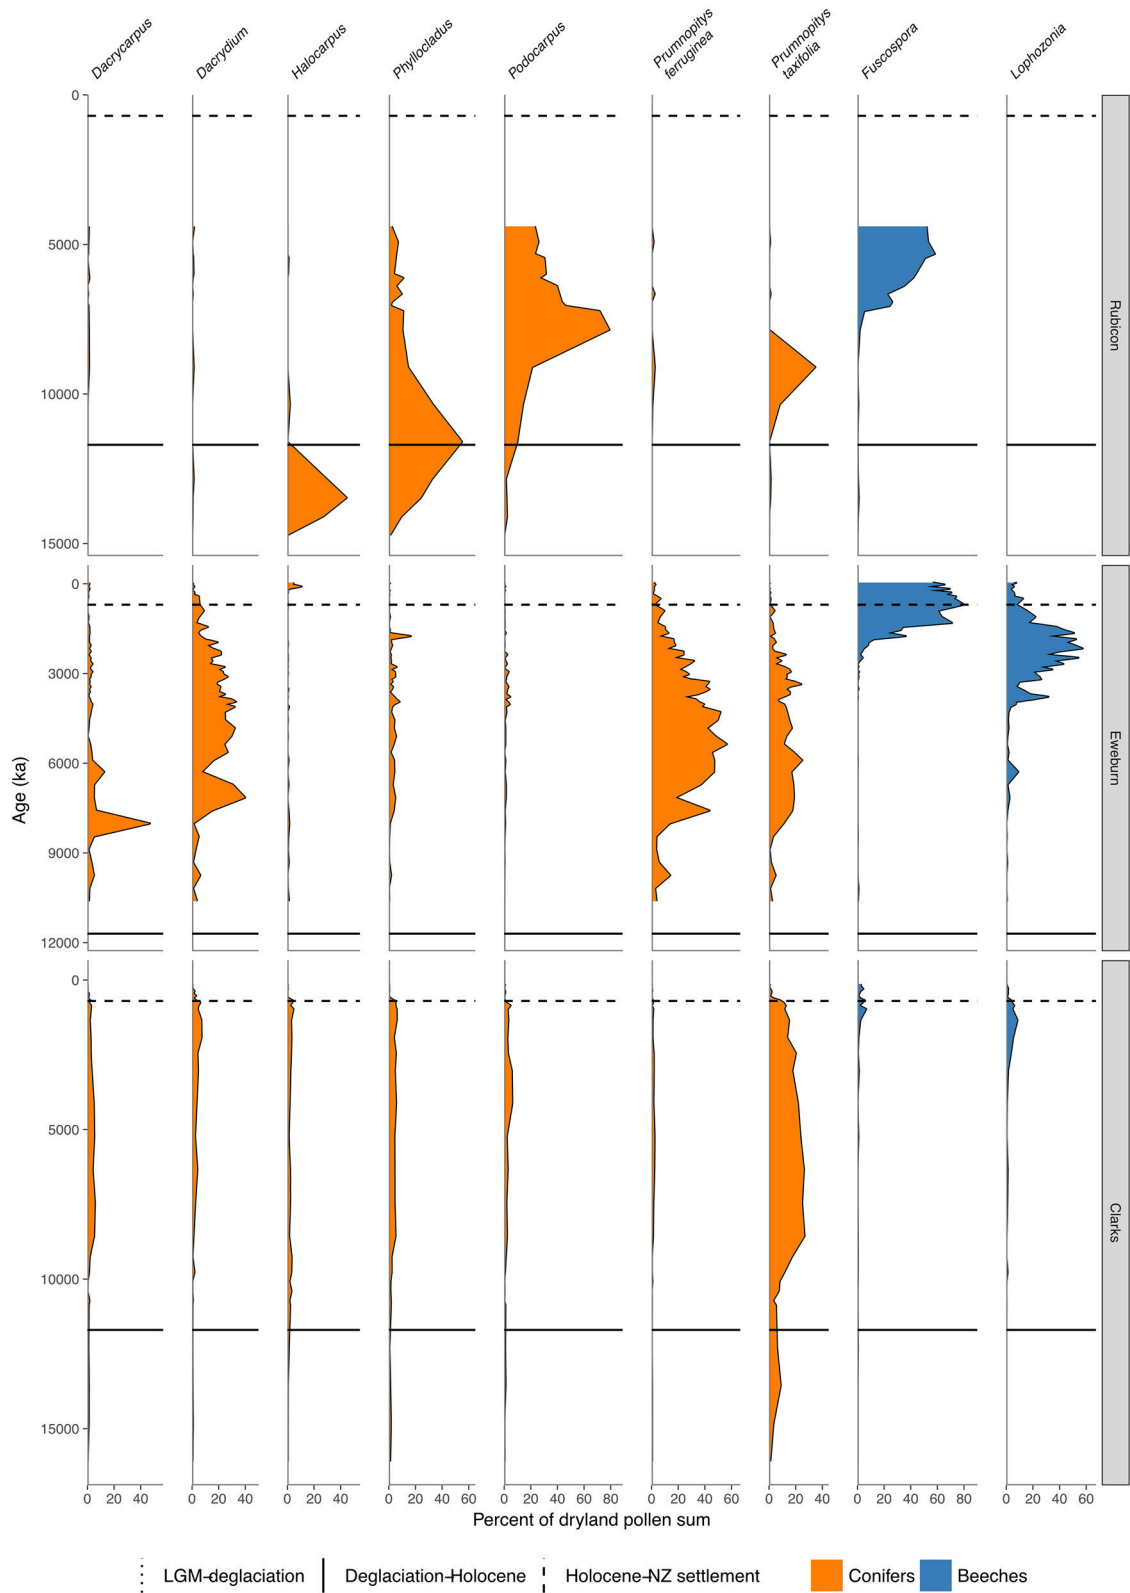 Dacrycarpus
Dacrydium
Halocarpus
Phyllocladus
Podocarpus
Prumnopitys
ferruginea
Prumnopitys
taxifolia
Fuscospora
Lophozonia
0
5000
10000
15000
Rubicon
0
3000
6000
9000
12000
Eweburn
0
5000
10000
15000
Clarks
Age (ka)
0 20 40 0 20 40 0 20 40 0 20 40 60 0 20 40 60 80 0 20 40 60 0 20 40 0 20 40 60 80 0 20 40 60
Percent of dryland pollen sum
LGM-deglaciation Deglaciation-Holocene Holocene-NZ settlement Conifers Beeches